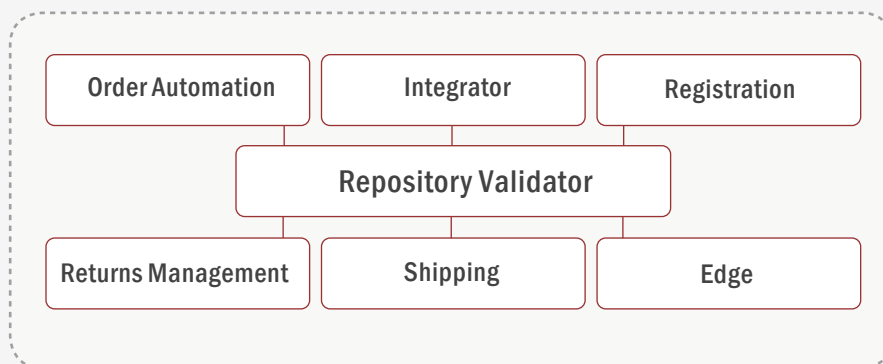 Order Automation
Integrator
Registration
Repository Validator
Returns Management
Shipping
Edge